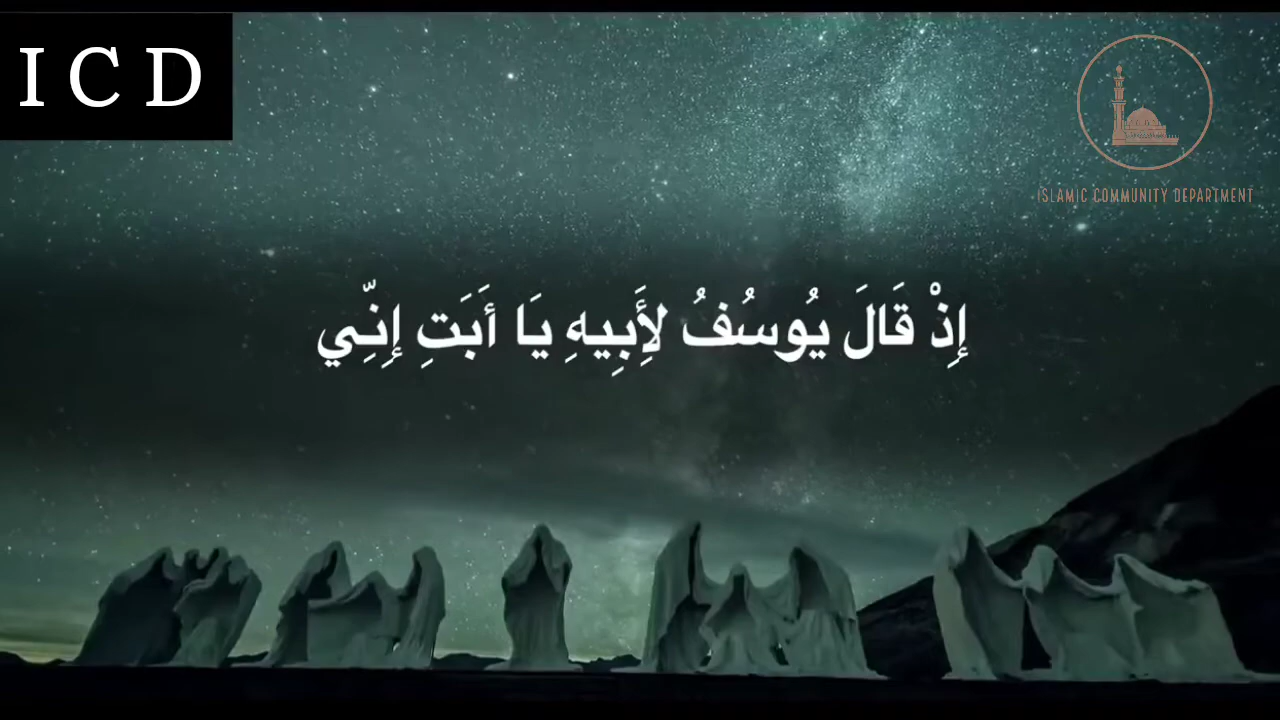 I C D
ISLAMIC COMMUNITY DEPARTMENT
إِذْ قَالَ يُوسُفُ لِأَبِيهِ يَا أَبَتِ إِنِّي